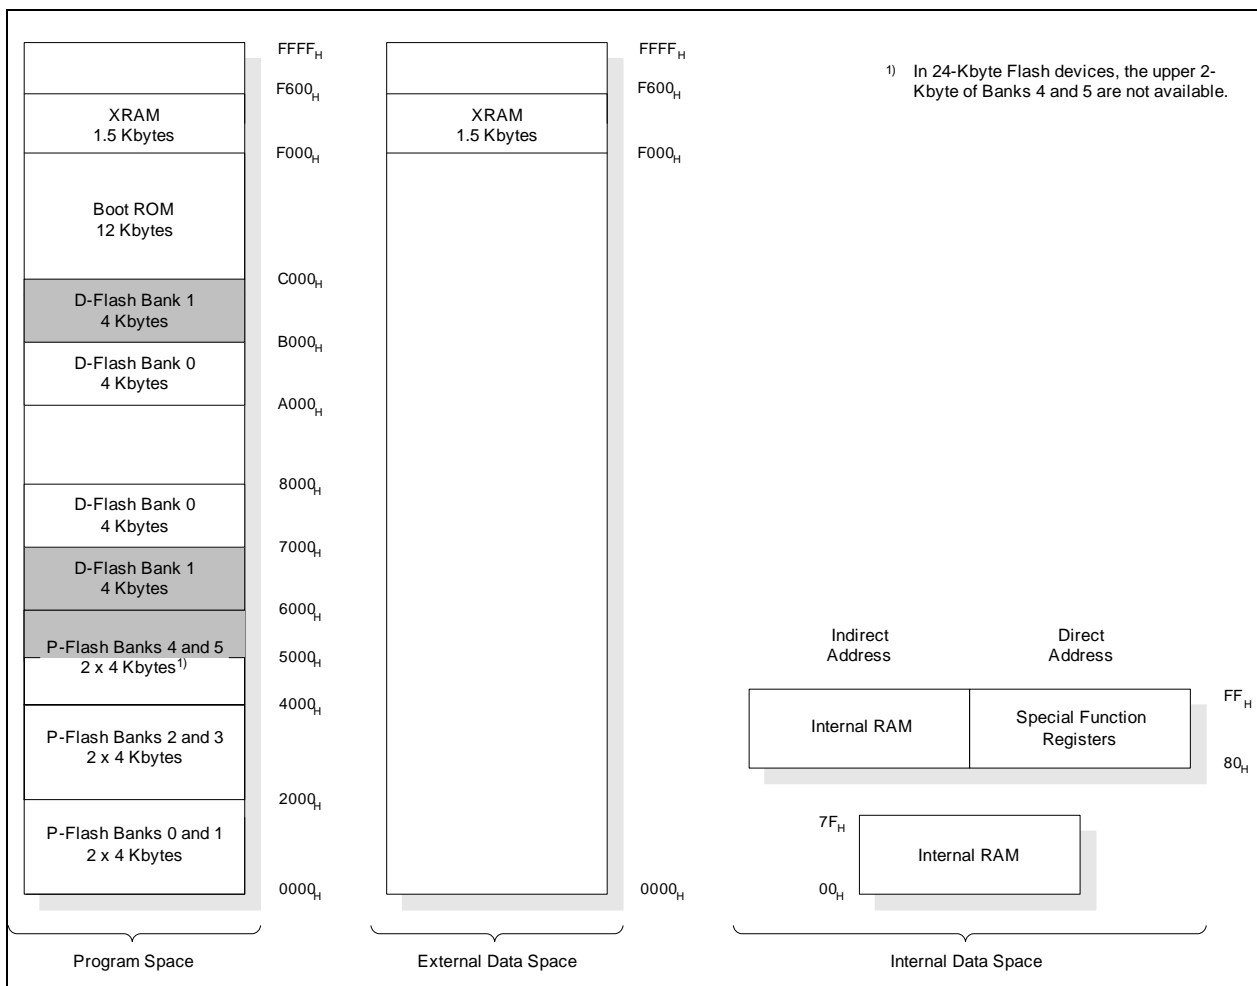 FFFFH
F600H
XRAM
1.5 Kbytes
F000H
Boot ROM
12 Kbytes
C000H
D-Flash Bank 1
4 Kbytes
B000H
D-Flash Bank 0
4 Kbytes
A000H
8000H
D-Flash Bank 0
4 Kbytes
7000H
D-Flash Bank 1
4 Kbytes
6000H
P-Flash Banks 4 and 5
2 x 4 Kbytes1)
5000H
4000H
P-Flash Banks 2 and 3
2 x 4 Kbytes
2000H
P-Flash Banks 0 and 1
2 x 4 Kbytes
0000H
Program Space
FFFFH
F600H
XRAM
1.5 Kbytes
F000H
0000H
External Data Space
1) In 24-Kbyte Flash devices, the upper 2-
Kbyte of Banks 4 and 5 are not available.
Indirect
Address
Direct
Address
Internal RAM
Special Function
Registers
FFH
80H
7FH
Internal RAM
00H
Internal Data Space